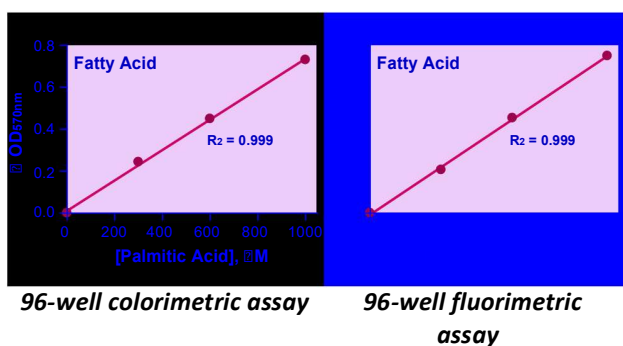 Fatty Acid
R2 = 0.999
0.8
0.6
0.4
0.2
0.0
OD570nm
0 200 400 600 800 1000
[Palmitic Acid], M
96-well colorimetric assay
Fatty Acid
R2 = 0.999
96-well fluorimetric
assay